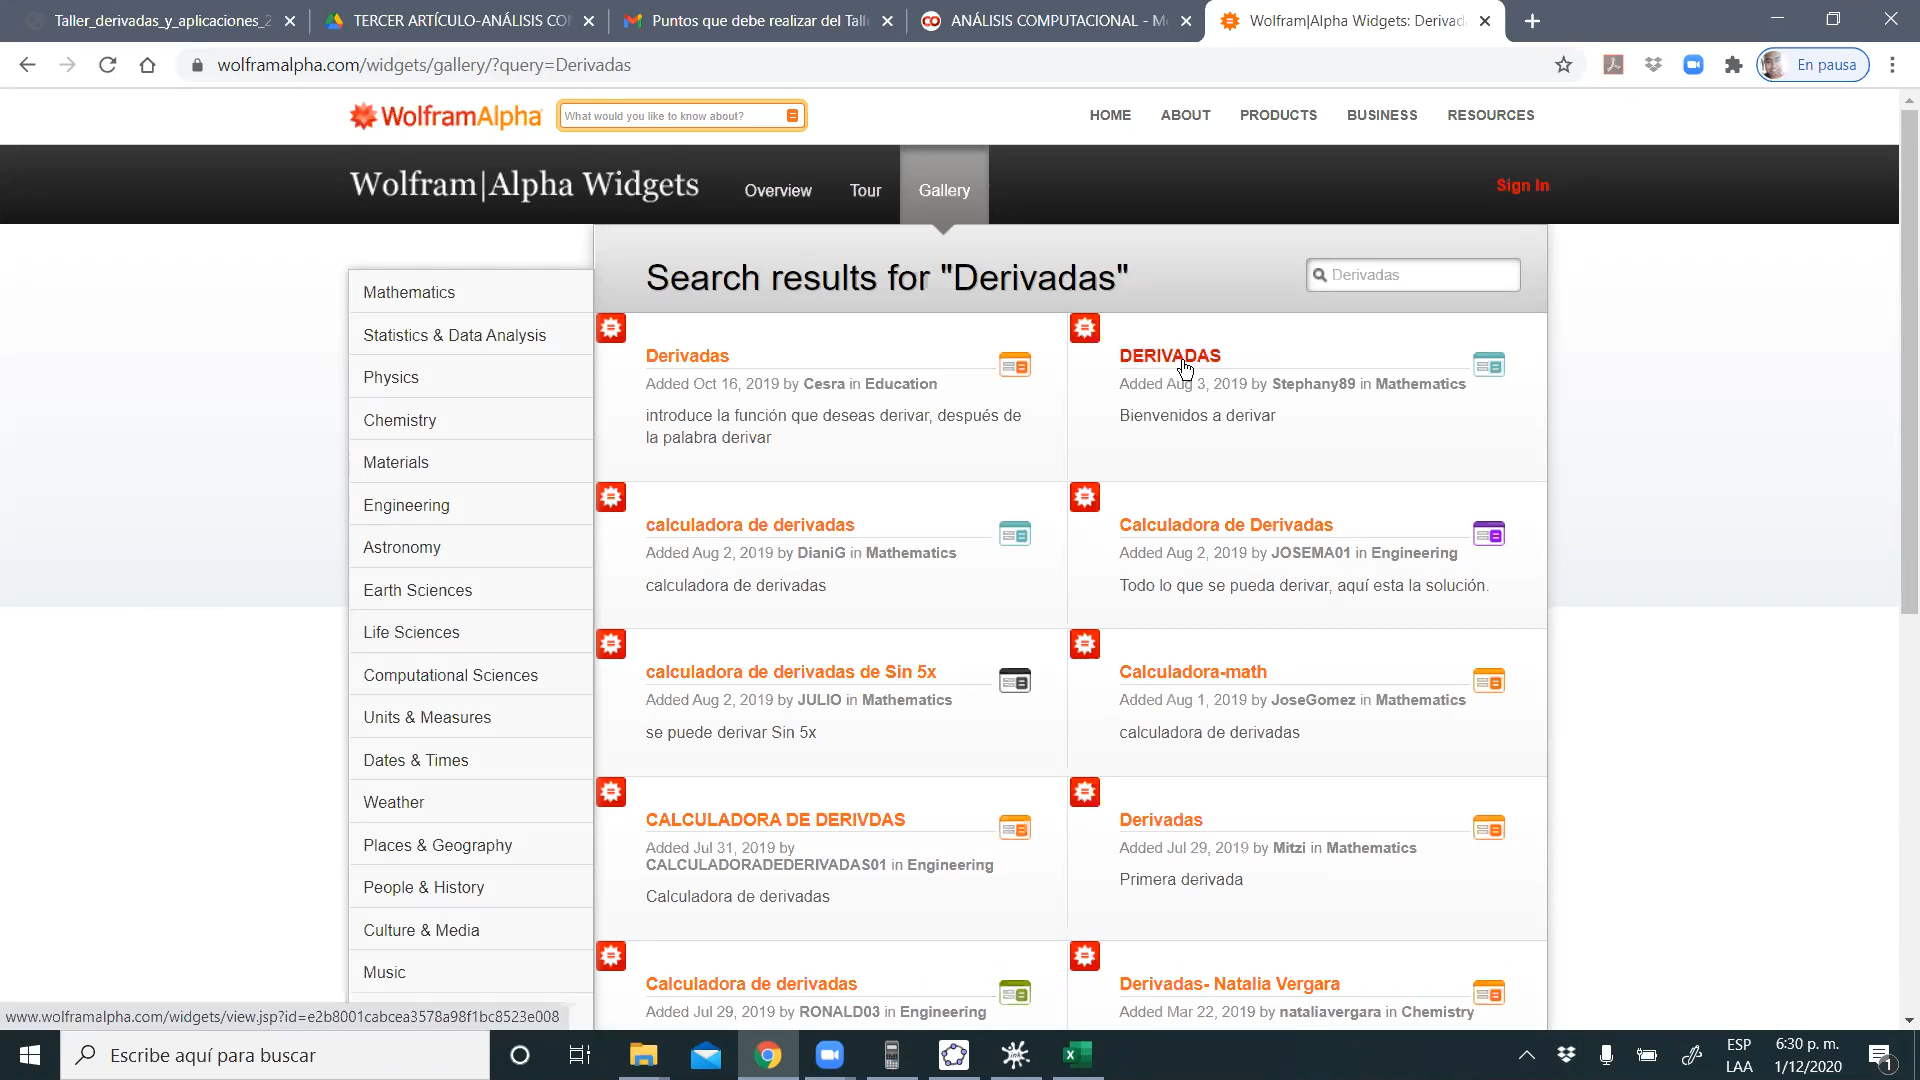 Taller_derivadas_y_aplicaciones_2
TERCER ARTÍCULO-ANÁLISIS CO
Puntos que debe realizar del Tall
ANÁLISIS COMPUTACIONAL - M
Wolfram|Alpha Widgets: Derivad
wolframalpha.com/widgets/gallery/?query=Derivadas
En pausa
WolframAlpha
What would you like to know about?
HOME
ABOUT
PRODUCTS
BUSINESS
RESOURCES
Wolfram|Alpha Widgets
Overview
Tour
Gallery
Sign In
Search results for "Derivadas"
Derivadas
Mathematics
Statistics & Data Analysis
Physics
Chemistry
Materials
Engineering
Astronomy
Earth Sciences
Life Sciences
Computational Sciences
Units & Measures
Dates & Times
Weather
Places & Geography
People & History
Culture & Media
Music
Derivadas
Added Oct 16, 2019 by Cesra in Education
introduce la función que deseas derivar, después de
la palabra derivar
DERIVADAS
Added Aug 3, 2019 by Stephany89 in Mathematics
Bienvenidos a derivar
calculadora de derivadas
Added Aug 2, 2019 by DianiG in Mathematics
calculadora de derivadas
Calculadora de Derivadas
Added Aug 2, 2019 by JOSEMA01 in Engineering
Todo lo que se pueda derivar, aquí esta la solución.
calculadora de derivadas de Sin 5x
Added Aug 2, 2019 by JULIO in Mathematics
se puede derivar Sin 5x
Calculadora-math
Added Aug 1, 2019 by JoseGomez in Mathematics
calculadora de derivadas
CALCULADORA DE DERIVDAS
Added Jul 31, 2019 by
CALCULADORADEDERIVADAS01 in Engineering
Calculadora de derivadas
Derivadas
Added Jul 29, 2019 by Mitzi in Mathematics
Primera derivada
Calculadora de derivadas
Added Jul 29, 2019 by RONALD03 in Engineering
Derivadas- Natalia Vergara
Added Mar 22, 2019 by nataliavergara in Chemistry
www.wolframalpha.com/widgets/view.jsp?id=e2b8001cabcea3578a98f1bc8523e008
Escribe aquí para buscar
ESP
LAA
6:30 p. m.
1/12/2020
1